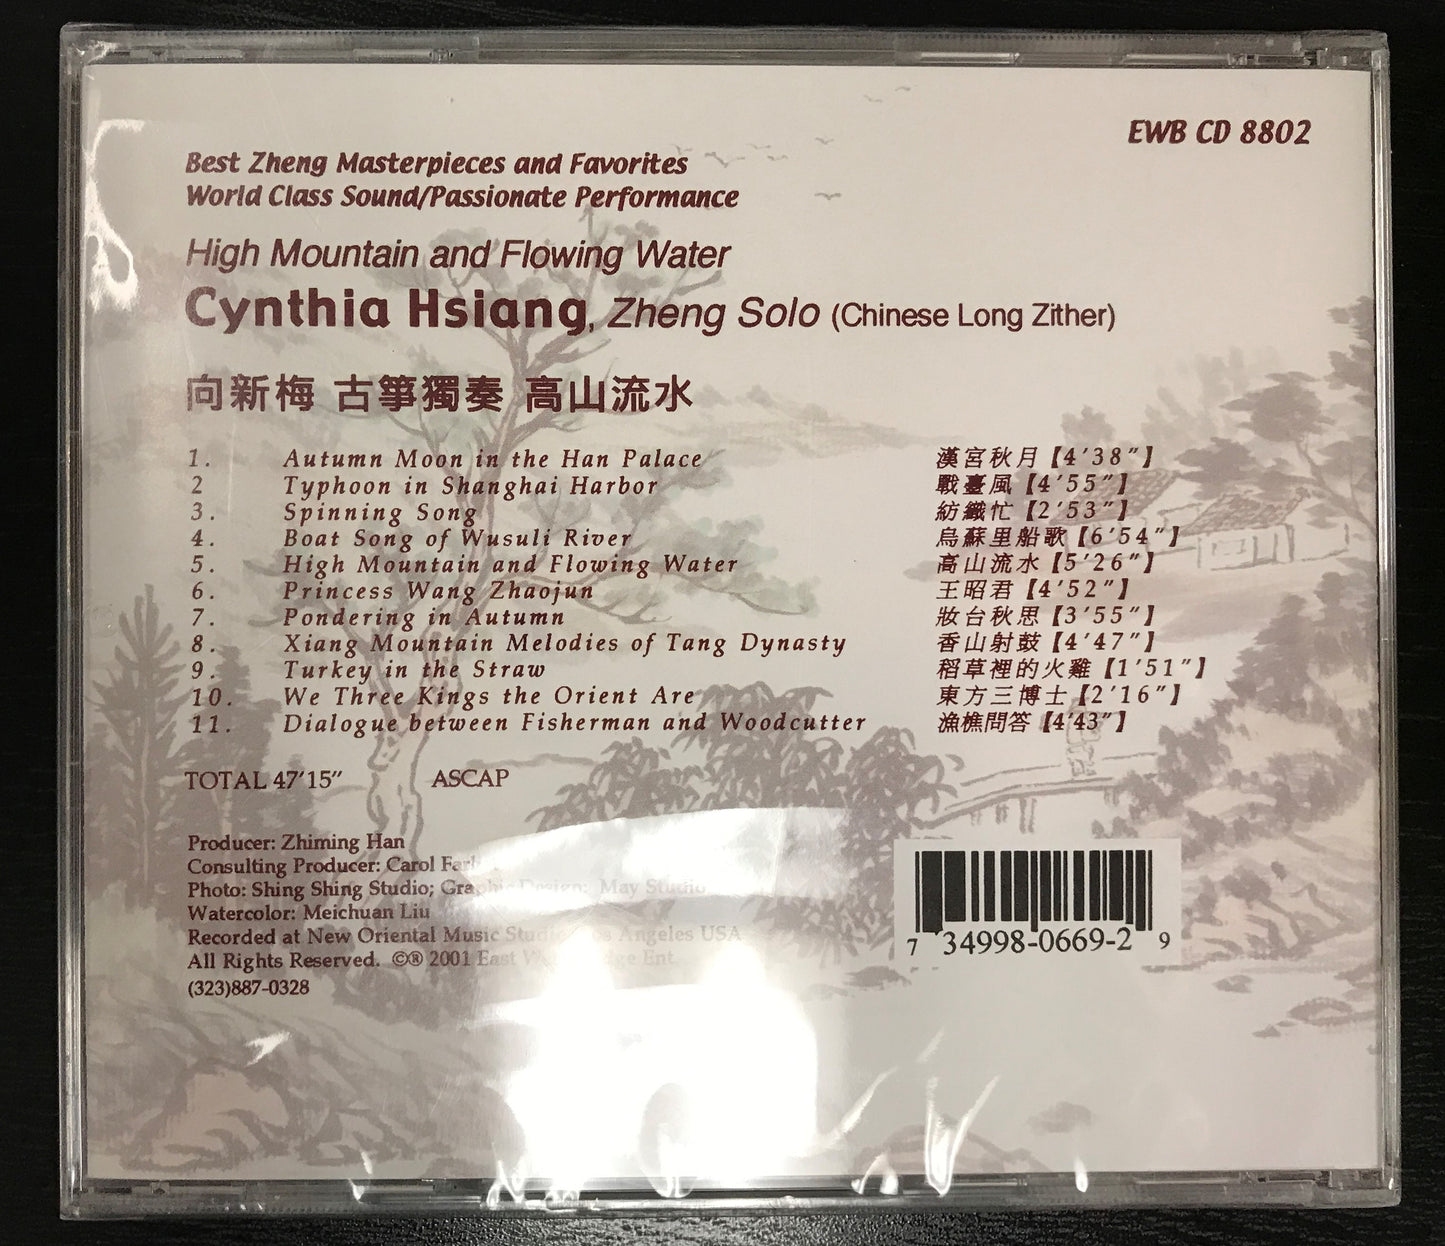 EWB CD 8802
Best Zheng Masterpieces and Favorites
World Class Sound/Passionate Performance
High Mountain and Flowing Water
Cynthia Hsiang, Zheng Solo (Chinese Long Zither)
向新梅 古箏獨奏 高山流水
1. Autumn Moon in the Han Palace 漢宮秋月【4'38"】
2 Typhoon in Shanghai Harbor 戰臺風【4'55"】
3. Spinning Song 紡織忙【2'53"】
4. Boat Song of Wusuli River 烏蘇里船歌【6'54"】
5. High Mountain and Flowing Water 高山流水【5'26"】
6. Princess Wang Zhaojun 王昭君【4'52"】
7. Pondering in Autumn 妝台秋思【3'55"】
8. Xiang Mountain Melodies of Tang Dynasty 香山射鼓【4'47"】
9. Turkey in the Straw 稻草裡的火雞【1'51"】
10. We Three Kings the Orient Are 東方三博士【2'16"】
11. Dialogue between Fisherman and Woodcutter 漁樵問答【4'43"】
TOTAL 47'15" ASCAP
Producer: Zhiming Han
Consulting Producer: Carol
Photo: Shing Shing Studio; Graphic Design: May Studio
Watercolor: Meichuan Liu
Recorded at New Oriental Music Studio, Los Angeles USA
All Rights Reserved. ©® 2001 East West Bridge Ent.
(323)887-0328
7 34998-0669-2 9